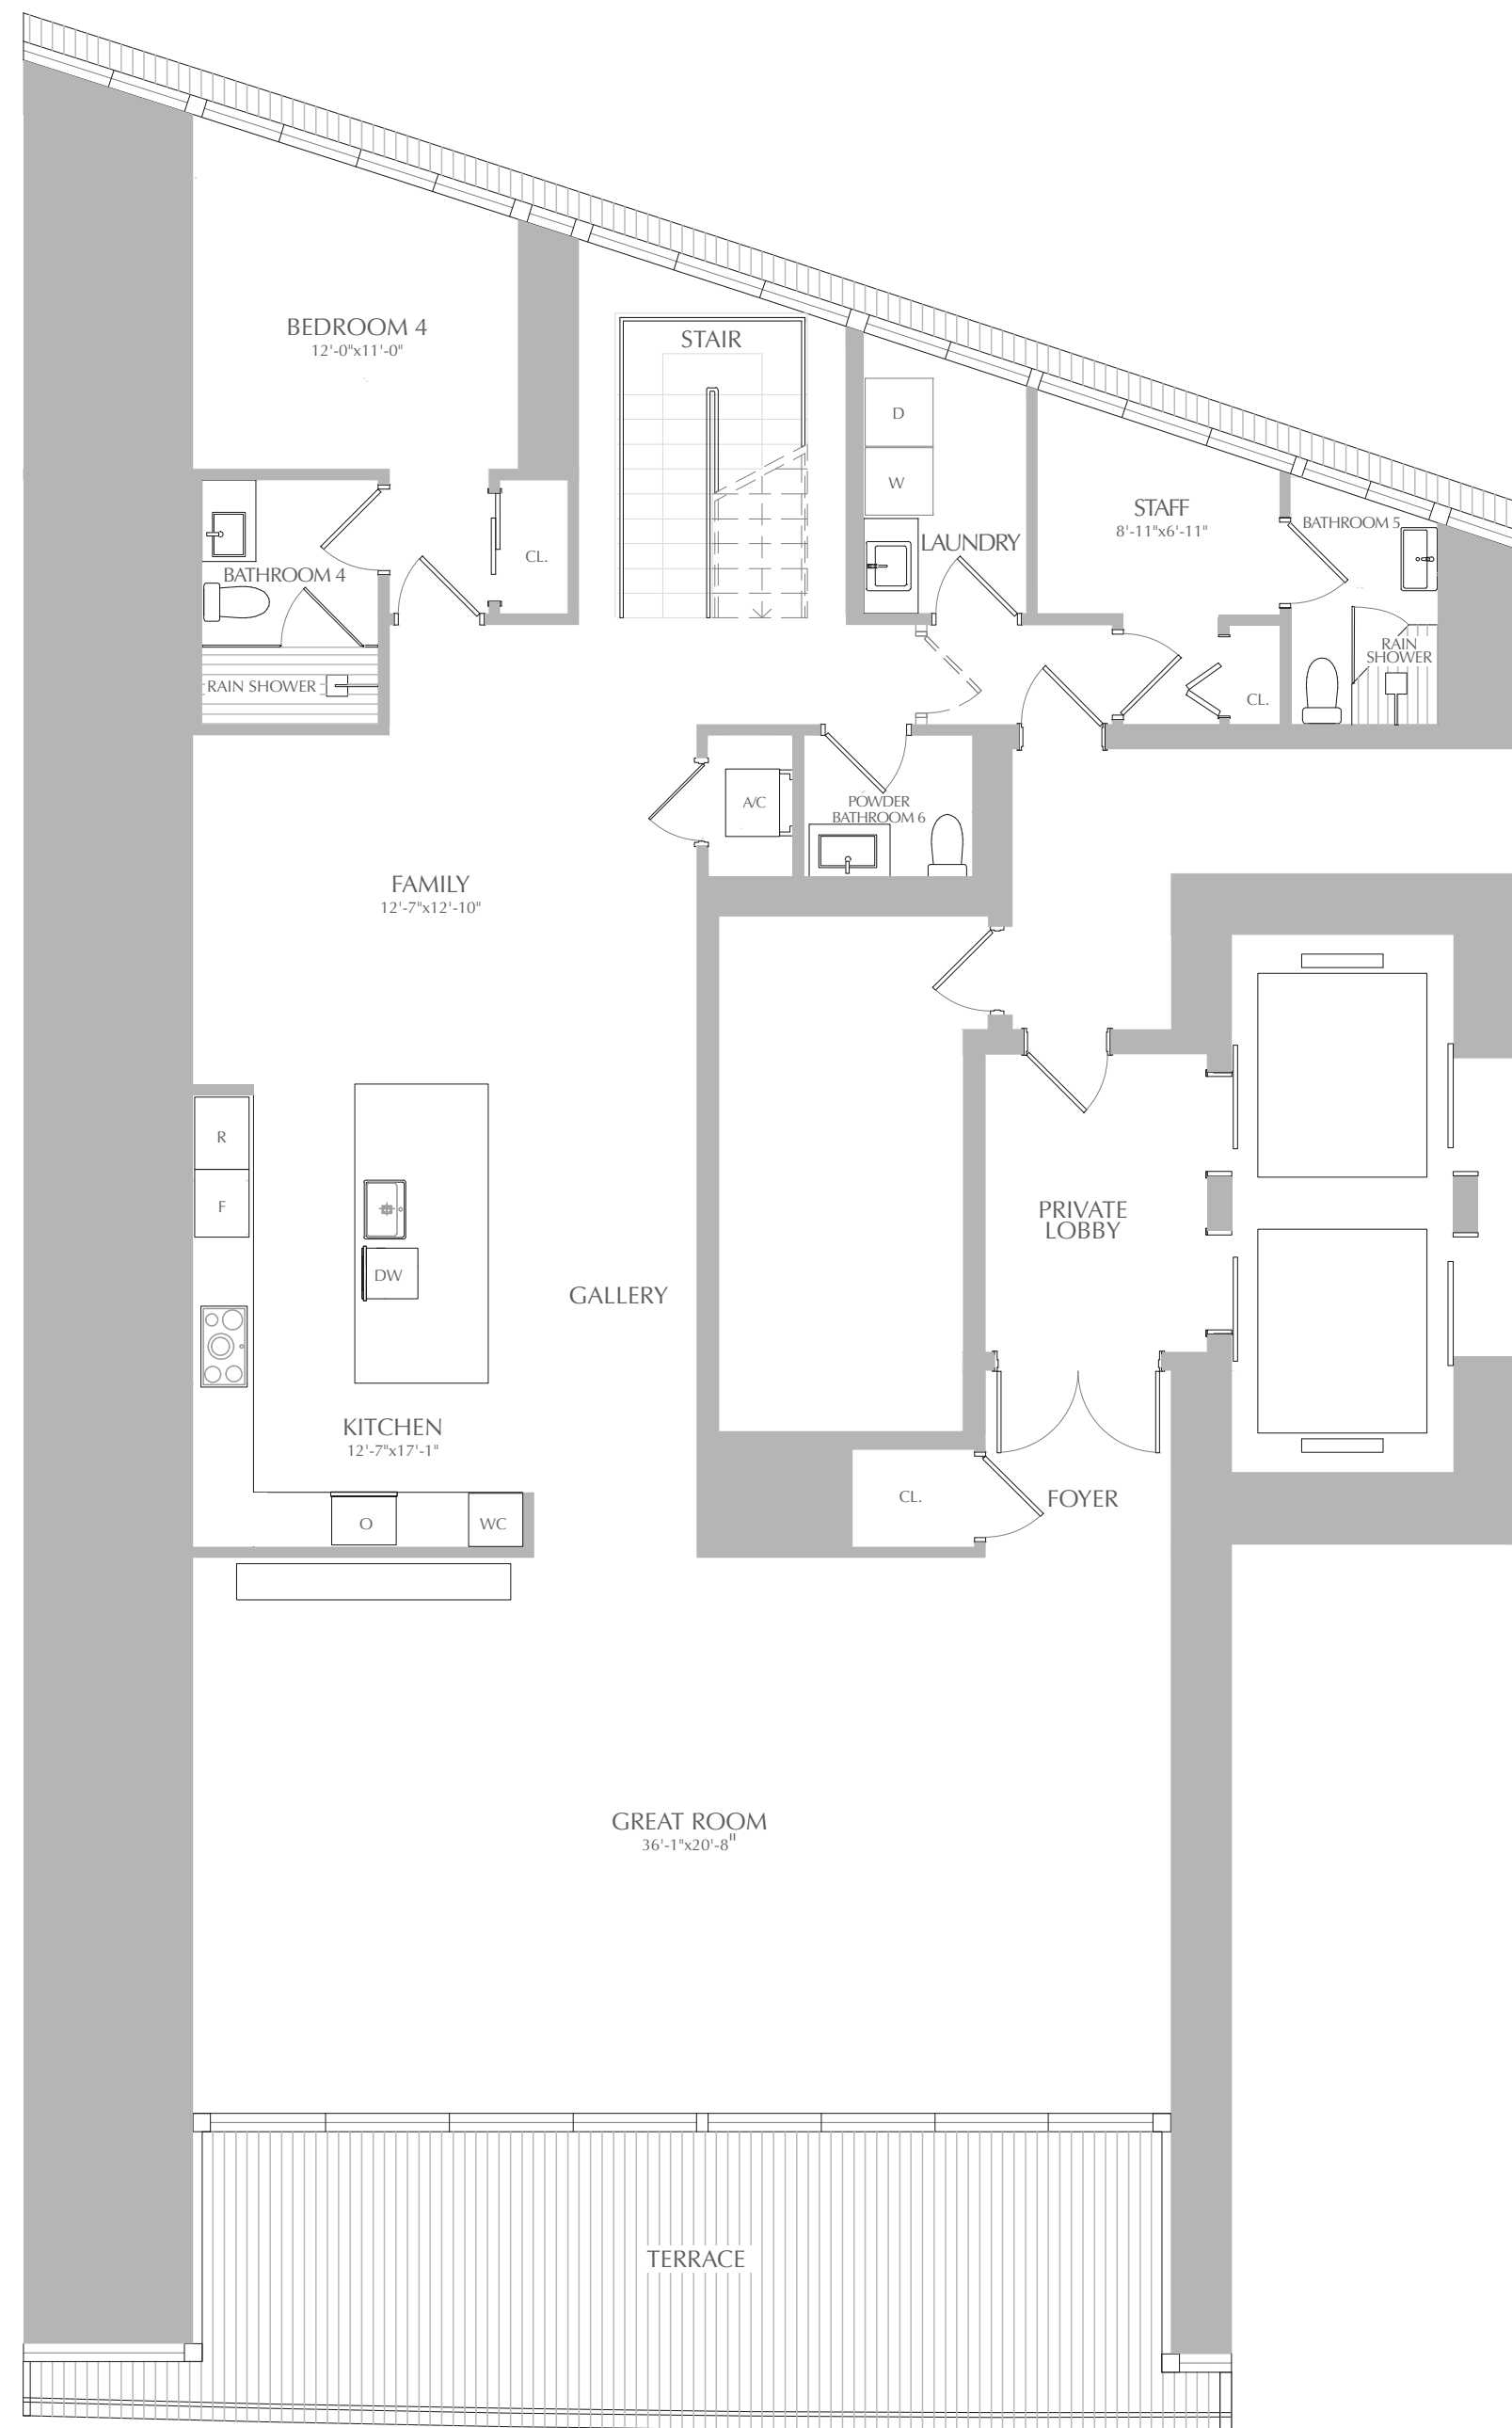 BEDROOM 4
12'-0"x11'-0"
STAIR
D
W
LAUNDRY
STAFF
8'-11"x6'-11"
BATHROOM 5
CL.
BATHROOM 4
RAIN SHOWER
RAIN
SHOWER
CL.
A/C
POWDER
BATHROOM 6
FAMILY
12'-7"x12'-10"
R
F
DW
GALLERY
PRIVATE
LOBBY
KITCHEN
12'-7"x17'-1"
O
WC
CL.
FOYER
GREAT ROOM
36'-1"x20'-8"
TERRACE